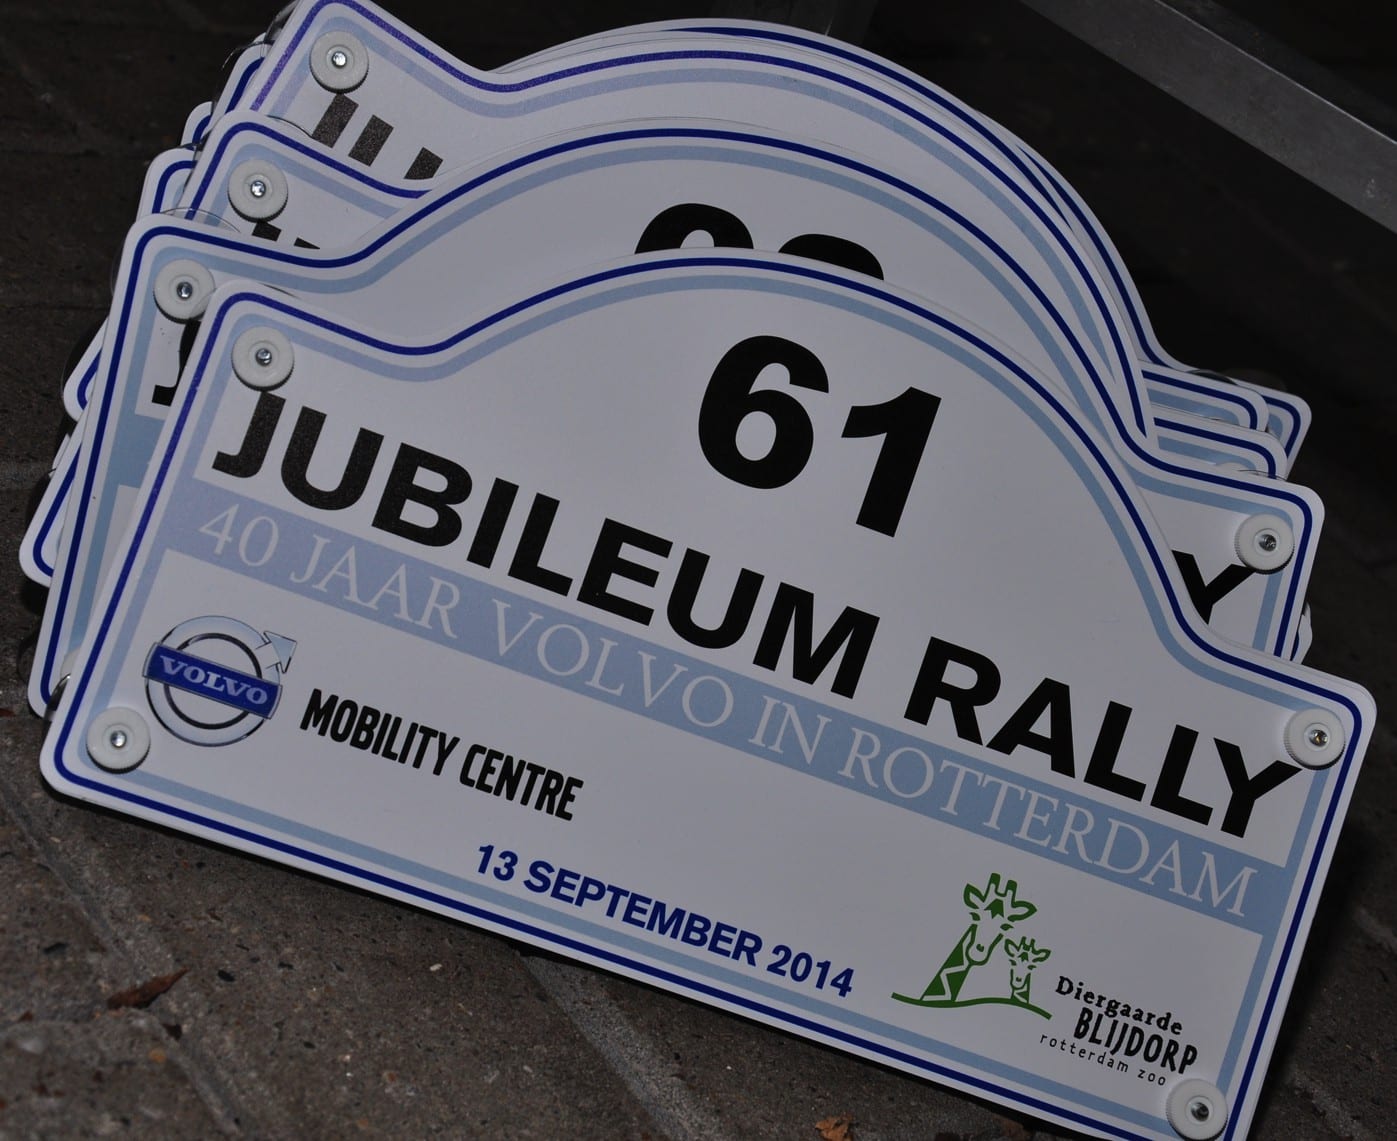 61
JUBILEUM RALLY
40 JAAR VOLVO IN ROTTERDAM
VOLVO
MOBILITY CENTRE
13 SEPTEMBER 2014
Diergaarde
BLIJDORP
rotterdam zoo
Y